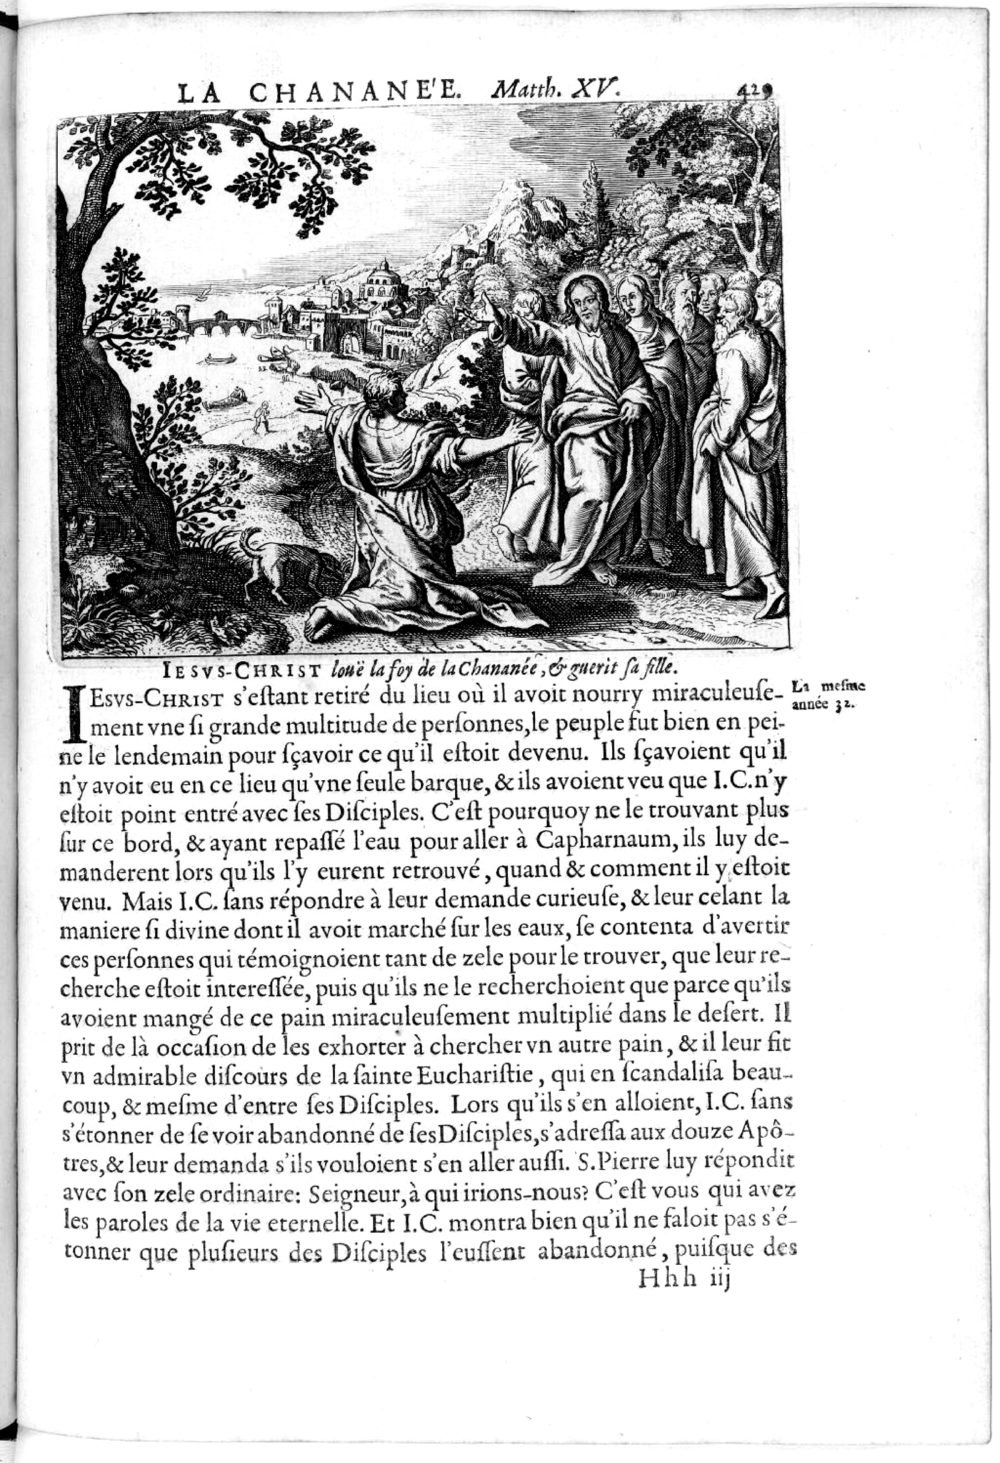 LA CHANANE'E. Matth. XV. 429
IESVS-CHRIST louë la foy de la Chananée, & guerit sa fille.
IESVS-CHRIST s'eſtant retiré du lieu où il avoit nourry miraculeuſe-
La meſme
année 32.
ment vne ſi grande multitude de perſonnes, le peuple fut bien en pei-
ne le lendemain pour ſçavoir ce qu'il eſtoit devenu. Ils ſçavoient qu'il
n'y avoit eu en ce lieu qu'vne ſeule barque, & ils avoient veu que I.C. n'y
eſtoit point entré avec ſes Diſciples. C'eſt pourquoy ne le trouvant plus
ſur ce bord, & ayant repaſſé l'eau pour aller à Capharnaum, ils luy de-
manderent lors qu'ils l'y eurent retrouvé, quand & comment il y eſtoit
venu. Mais I.C. ſans répondre à leur demande curieuſe, & leur celant la
maniere ſi divine dont il avoit marché ſur les eaux, ſe contenta d'avertir
ces perſonnes qui témoignoient tant de zele pour le trouver, que leur re-
cherche eſtoit intereſſée, puis qu'ils ne le recherchoient que parce qu'ils
avoient mangé de ce pain miraculeuſement multiplié dans le deſert. Il
prit de là occaſion de les exhorter à chercher vn autre pain, & il leur fit
vn admirable diſcours de la ſainte Euchariſtie, qui en ſcandaliſa beau-
coup, & meſme d'entre ſes Diſciples. Lors qu'ils s'en alloient, I.C. ſans
s'étonner de ſe voir abandonné de ſes Diſciples, s'adreſſa aux douze Apô-
tres, & leur demanda s'ils vouloient s'en aller auſſi. S. Pierre luy répondit
avec ſon zele ordinaire: Seigneur, à qui irions-nous? C'eſt vous qui avez
les paroles de la vie eternelle. Et I.C. montra bien qu'il ne faloit pas s'é-
tonner que pluſieurs des Diſciples l'euſſent abandonné, puiſque des
Hhh iij